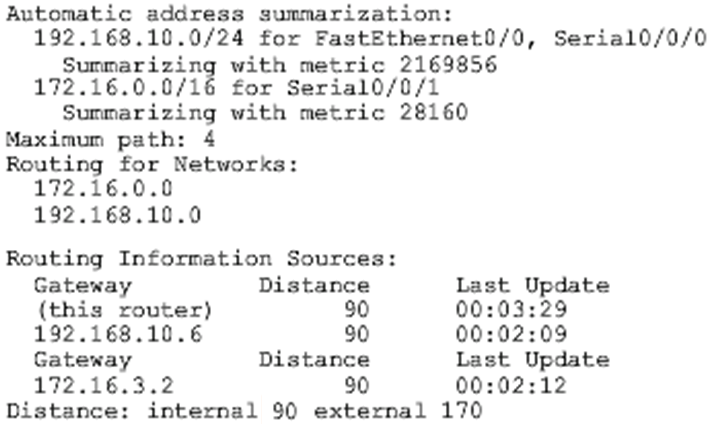 Automatic address summarization:
192.168.10.0/24 for FastEthernet0/0, Serial0/0/0
Summarizing with metric 2169856
172.16.0.0/16 for Serial0/0/1
Summarizing with metric 28160
Maximum path: 4
Routing for Networks:
172.16.0.0
192.168.10.0
Routing Information Sources:
Gateway Distance Last Update
(this router) 90 00:03:29
192.168.10.6 90 00:02:09
Gateway Distance Last Update
172.16.3.2 90 00:02:12
Distance: internal 90 external 170